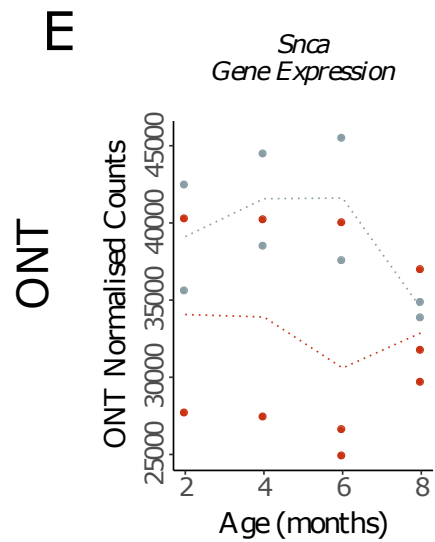 E
Snca
Gene Expression
ONT
ONT Normalised Counts
45000
40000
35000
30000
25000
2 4 6 8
Age (months)